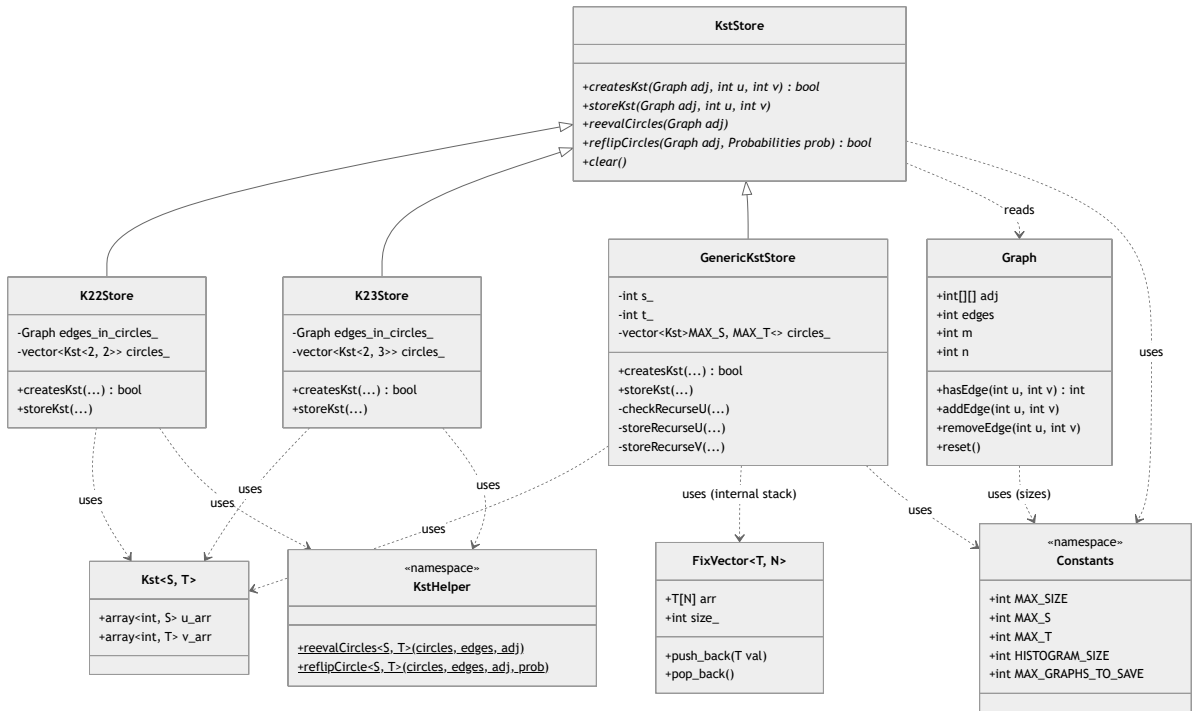 KstStore
+createsKst(Graph adj, int u, int v) : bool
+storeKst(Graph adj, int u, int v)
+reevalCircles(Graph adj)
+reflipCircles(Graph adj, Probabilities prob) : bool
+clear()
reads
uses
K22Store
-Graph edges_in_circles_
-vector<Kst<2, 2>> circles_
+createsKst(...) : bool
+storeKst(...)
K23Store
-Graph edges_in_circles_
-vector<Kst<2, 3>> circles_
+createsKst(...) : bool
+storeKst(...)
GenericKstStore
-int s_
-int t_
-vector<Kst>MAX_S, MAX_T<> circles_
+createsKst(...) : bool
+storeKst(...)
-checkRecurseU(...)
-storeRecurseU(...)
-storeRecurseV(...)
Graph
+int[][] adj
+int edges
+int m
+int n
+hasEdge(int u, int v) : int
+addEdge(int u, int v)
+removeEdge(int u, int v)
+reset()
uses
uses
uses
uses
uses
uses (internal stack)
uses
uses (sizes)
Kst<S, T>
+array<int, S> u_arr
+array<int, T> v_arr
«namespace»
KstHelper
+reevalCircles<S, T>(circles, edges, adj)
+reflipCircle<S, T>(circles, edges, adj, prob)
FixVector<T, N>
+T[N] arr
+int size_
+push_back(T val)
+pop_back()
«namespace»
Constants
+int MAX_SIZE
+int MAX_S
+int MAX_T
+int HISTOGRAM_SIZE
+int MAX_GRAPHS_TO_SAVE